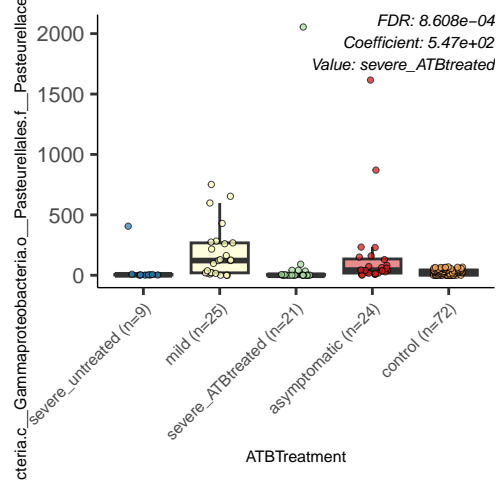 FDR: 8.608e−04
Coefficient: 5.47e+02
Value: severe_ATBtreated
2000
1500
1000
500
0
cteria.c__Gammaproteobacteria.o__Pasteurellales.f__Pasteurellace
severe_untreated (n=9)
mild (n=25)
severe_ATBtreated (n=21)
asymptomatic (n=24)
control (n=72)
ATBTreatment